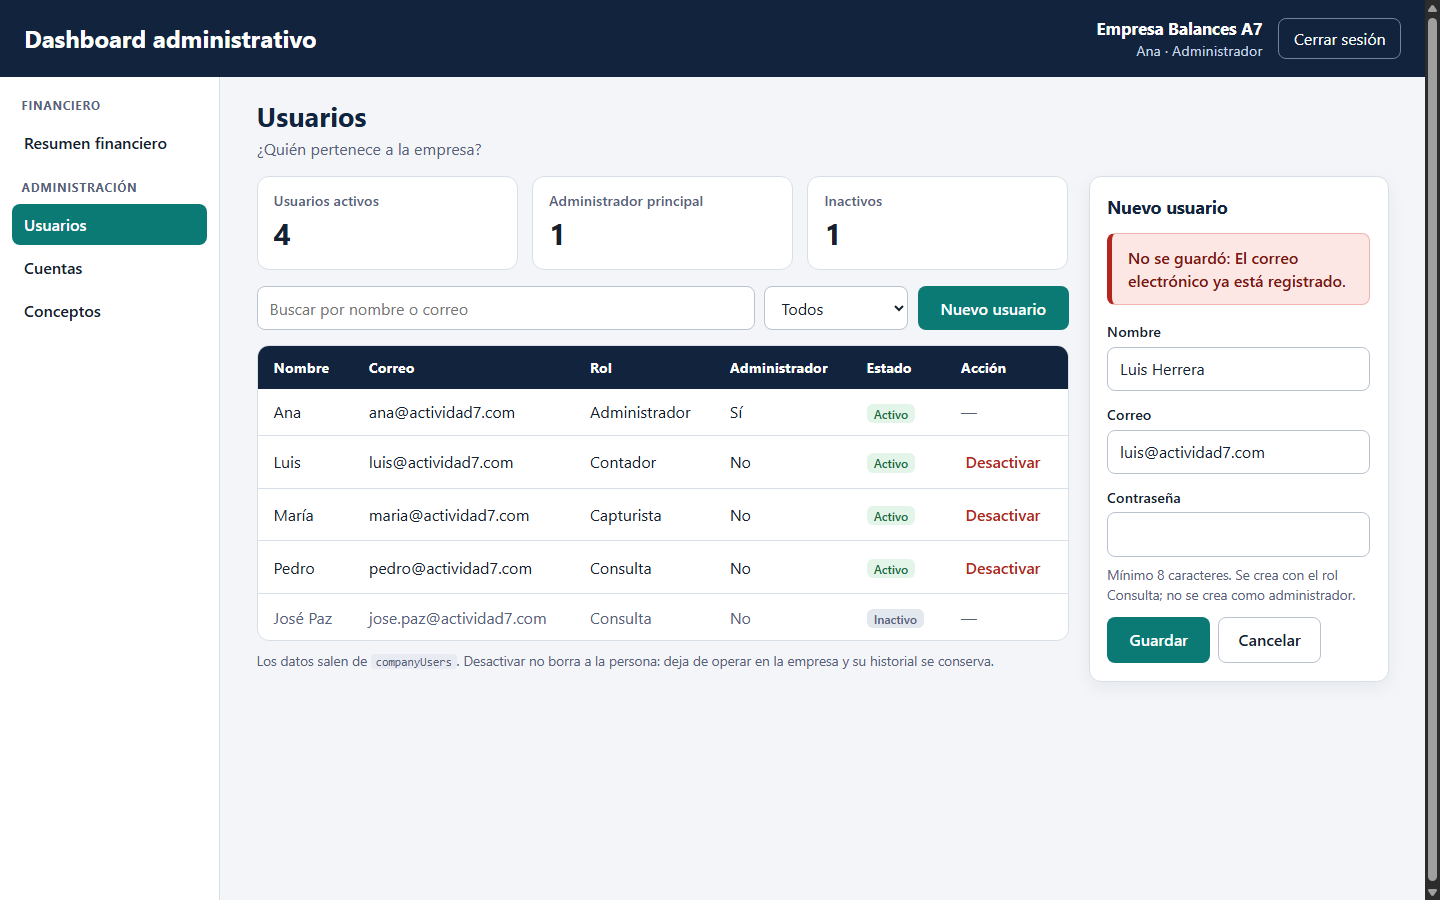 Dashboard administrativo
Empresa Balances A7
Ana · Administrador
Cerrar sesión
FINANCIERO
Resumen financiero
ADMINISTRACIÓN
Usuarios
Cuentas
Conceptos
Usuarios
¿Quién pertenece a la empresa?
Usuarios activos
4
Administrador principal
1
Inactivos
1
Buscar por nombre o correo
Todos
Nuevo usuario
Nombre Correo Rol Administrador Estado Acción
Ana ana@actividad7.com Administrador Sí Activo —
Luis luis@actividad7.com Contador No Activo Desactivar
María maria@actividad7.com Capturista No Activo Desactivar
Pedro pedro@actividad7.com Consulta No Activo Desactivar
José Paz jose.paz@actividad7.com Consulta No Inactivo —
Los datos salen de companyUsers. Desactivar no borra a la persona: deja de operar en la empresa y su historial se conserva.
Nuevo usuario
No se guardó: El correo
electrónico ya está registrado.
Nombre
Luis Herrera
Correo
luis@actividad7.com
Contraseña
Mínimo 8 caracteres. Se crea con el rol
Consulta; no se crea como administrador.
Guardar
Cancelar